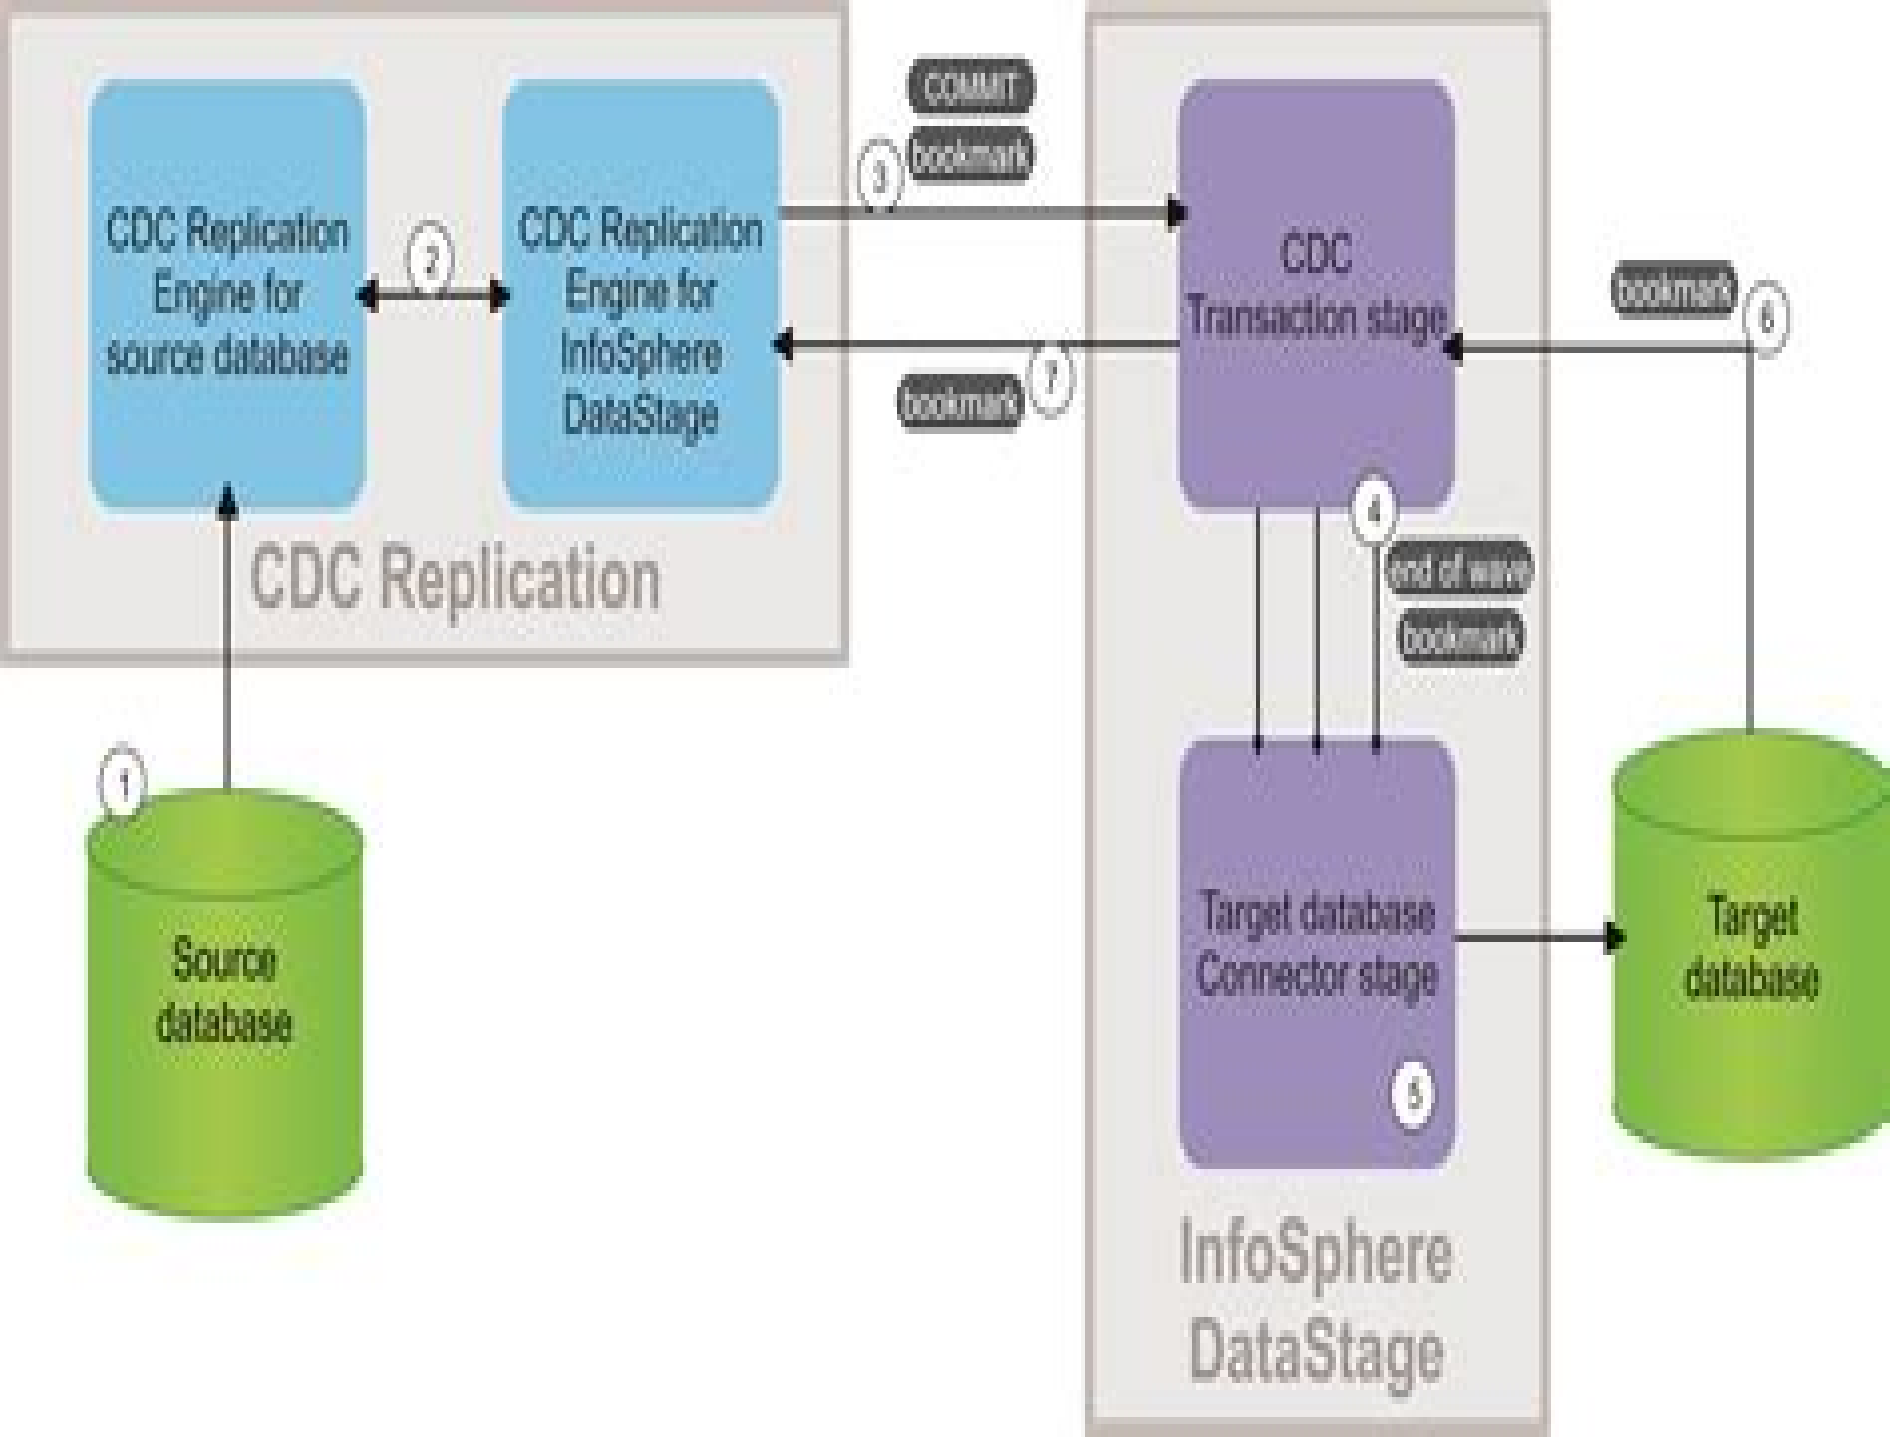 COMMIT
bookmark
3
CDC Replication
Engine for
source database
2
CDC Replication
Engine for
InfoSphere
DataStage
CDC
Transaction stage
bookmark
6
7
bookmark
4
end of wave
bookmark
CDC Replication
1
Source
database
Target database
Connector stage
5
Target
database
InfoSphere
DataStage